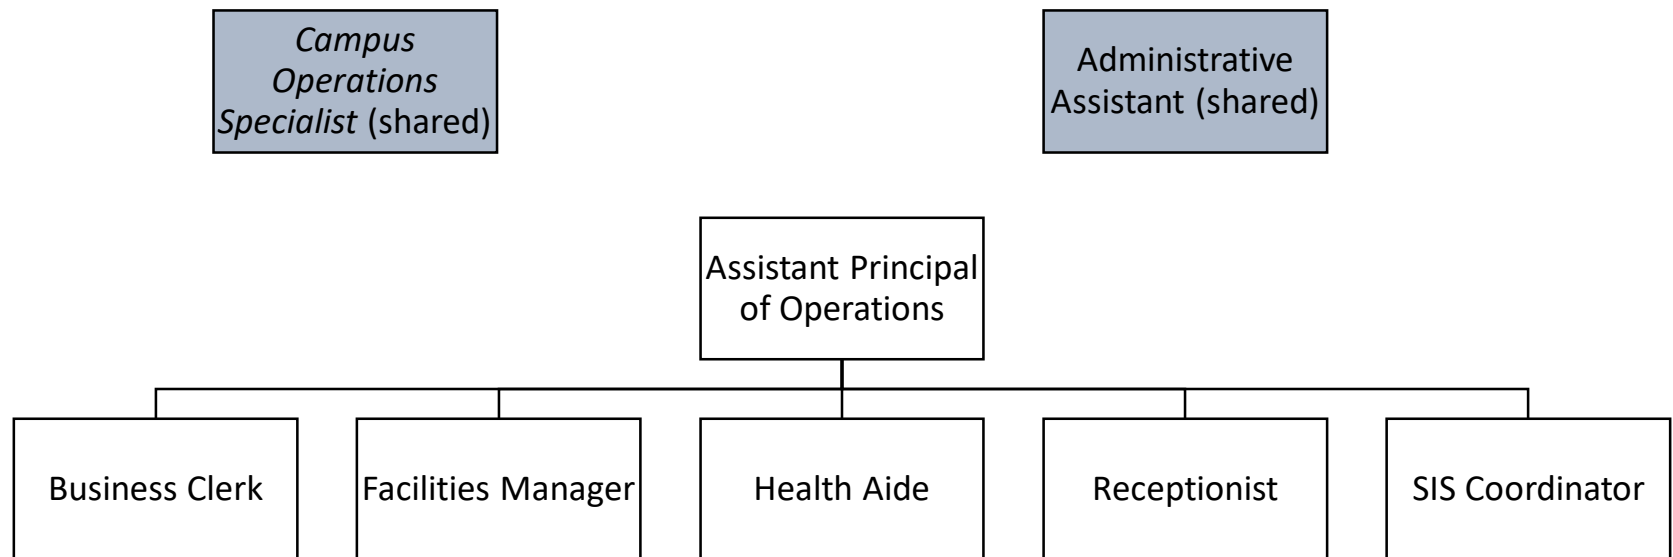 Campus
Operations
Specialist (shared)
Administrative
Assistant (shared)
Assistant Principal
of Operations
Business Clerk
Facilities Manager
Health Aide
Receptionist
SIS Coordinator